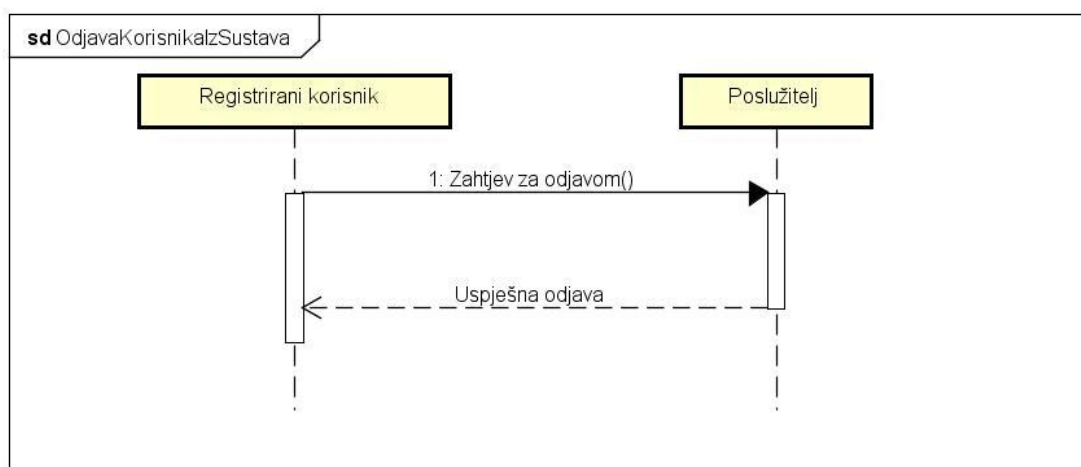 sd OdjavaKorisnikaIzSustava
Registrirani korisnik
Poslužitelj
1: Zahtjev za odjavom()
Uspješna odjava